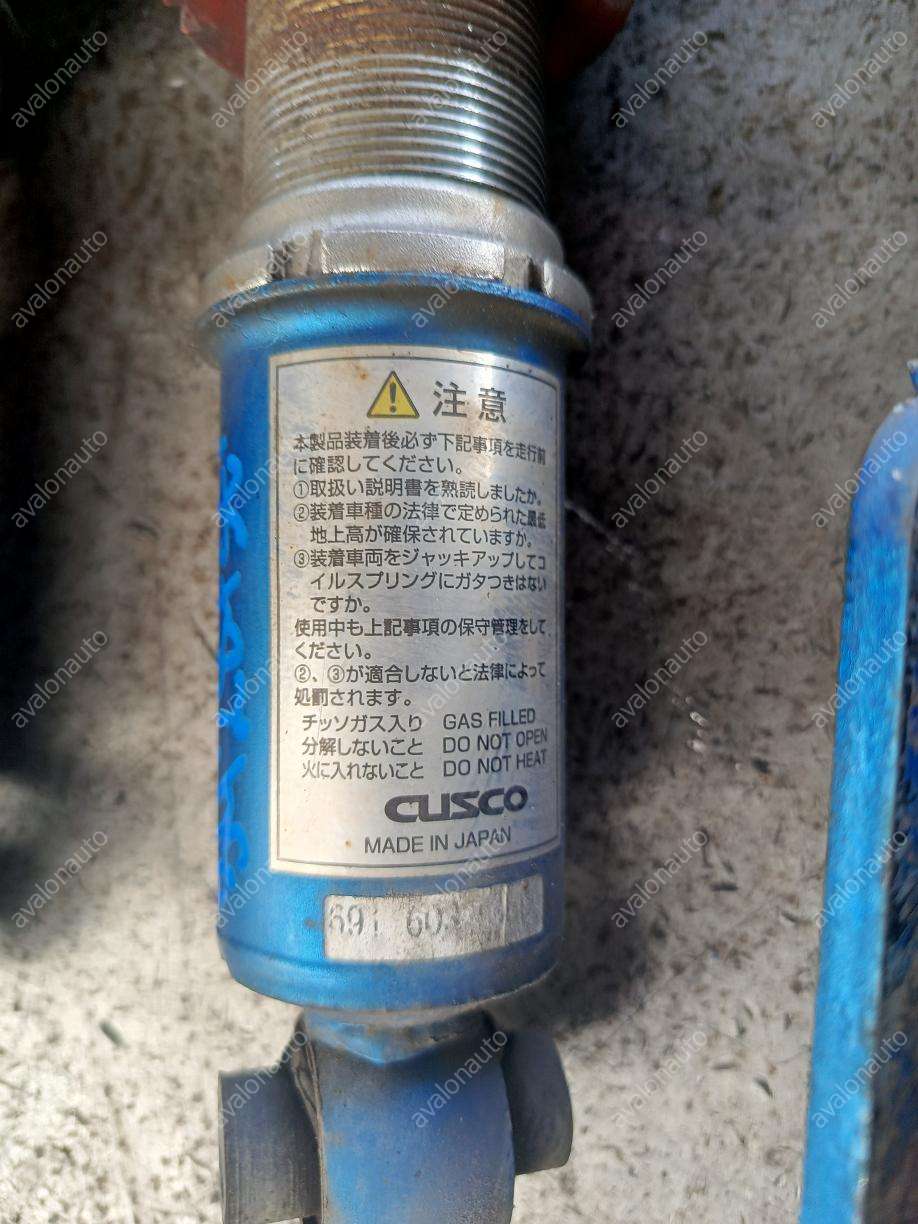 注意
本製品装着後必ず下記事項を走行前
に確認してください。
①取扱い説明書を熟読しましたか。
②装着車種の法律で定められた最低
地上高が確保されていますか。
③装着車両をジャッキアップしてコ
イルスプリングにガタつきはない
ですか。
使用中も上記事項の保守管理をして
ください。
②、③が適合しないと法律によって
処罰されます。
チッソガス入り GAS FILLED
分解しないこと DO NOT OPEN
火に入れないこと DO NOT HEAT
CUSCO
MADE IN JAPAN
691 603
avalonauto